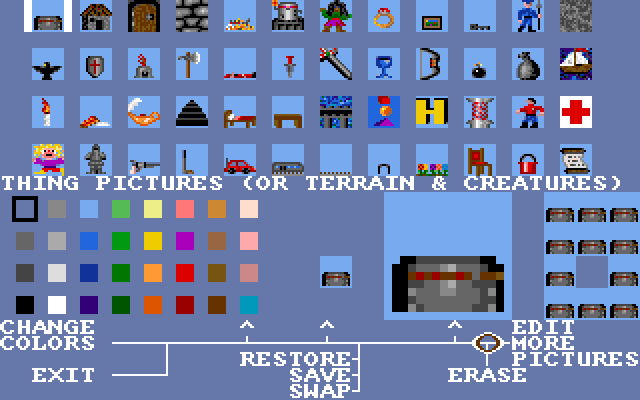 THING PICTURES (OR TERRAIN & CREATURES)
CHANGE
COLORS
EXIT
RESTORE
SAVE
SWAP
EDIT
MORE
PICTURES
ERASE
H